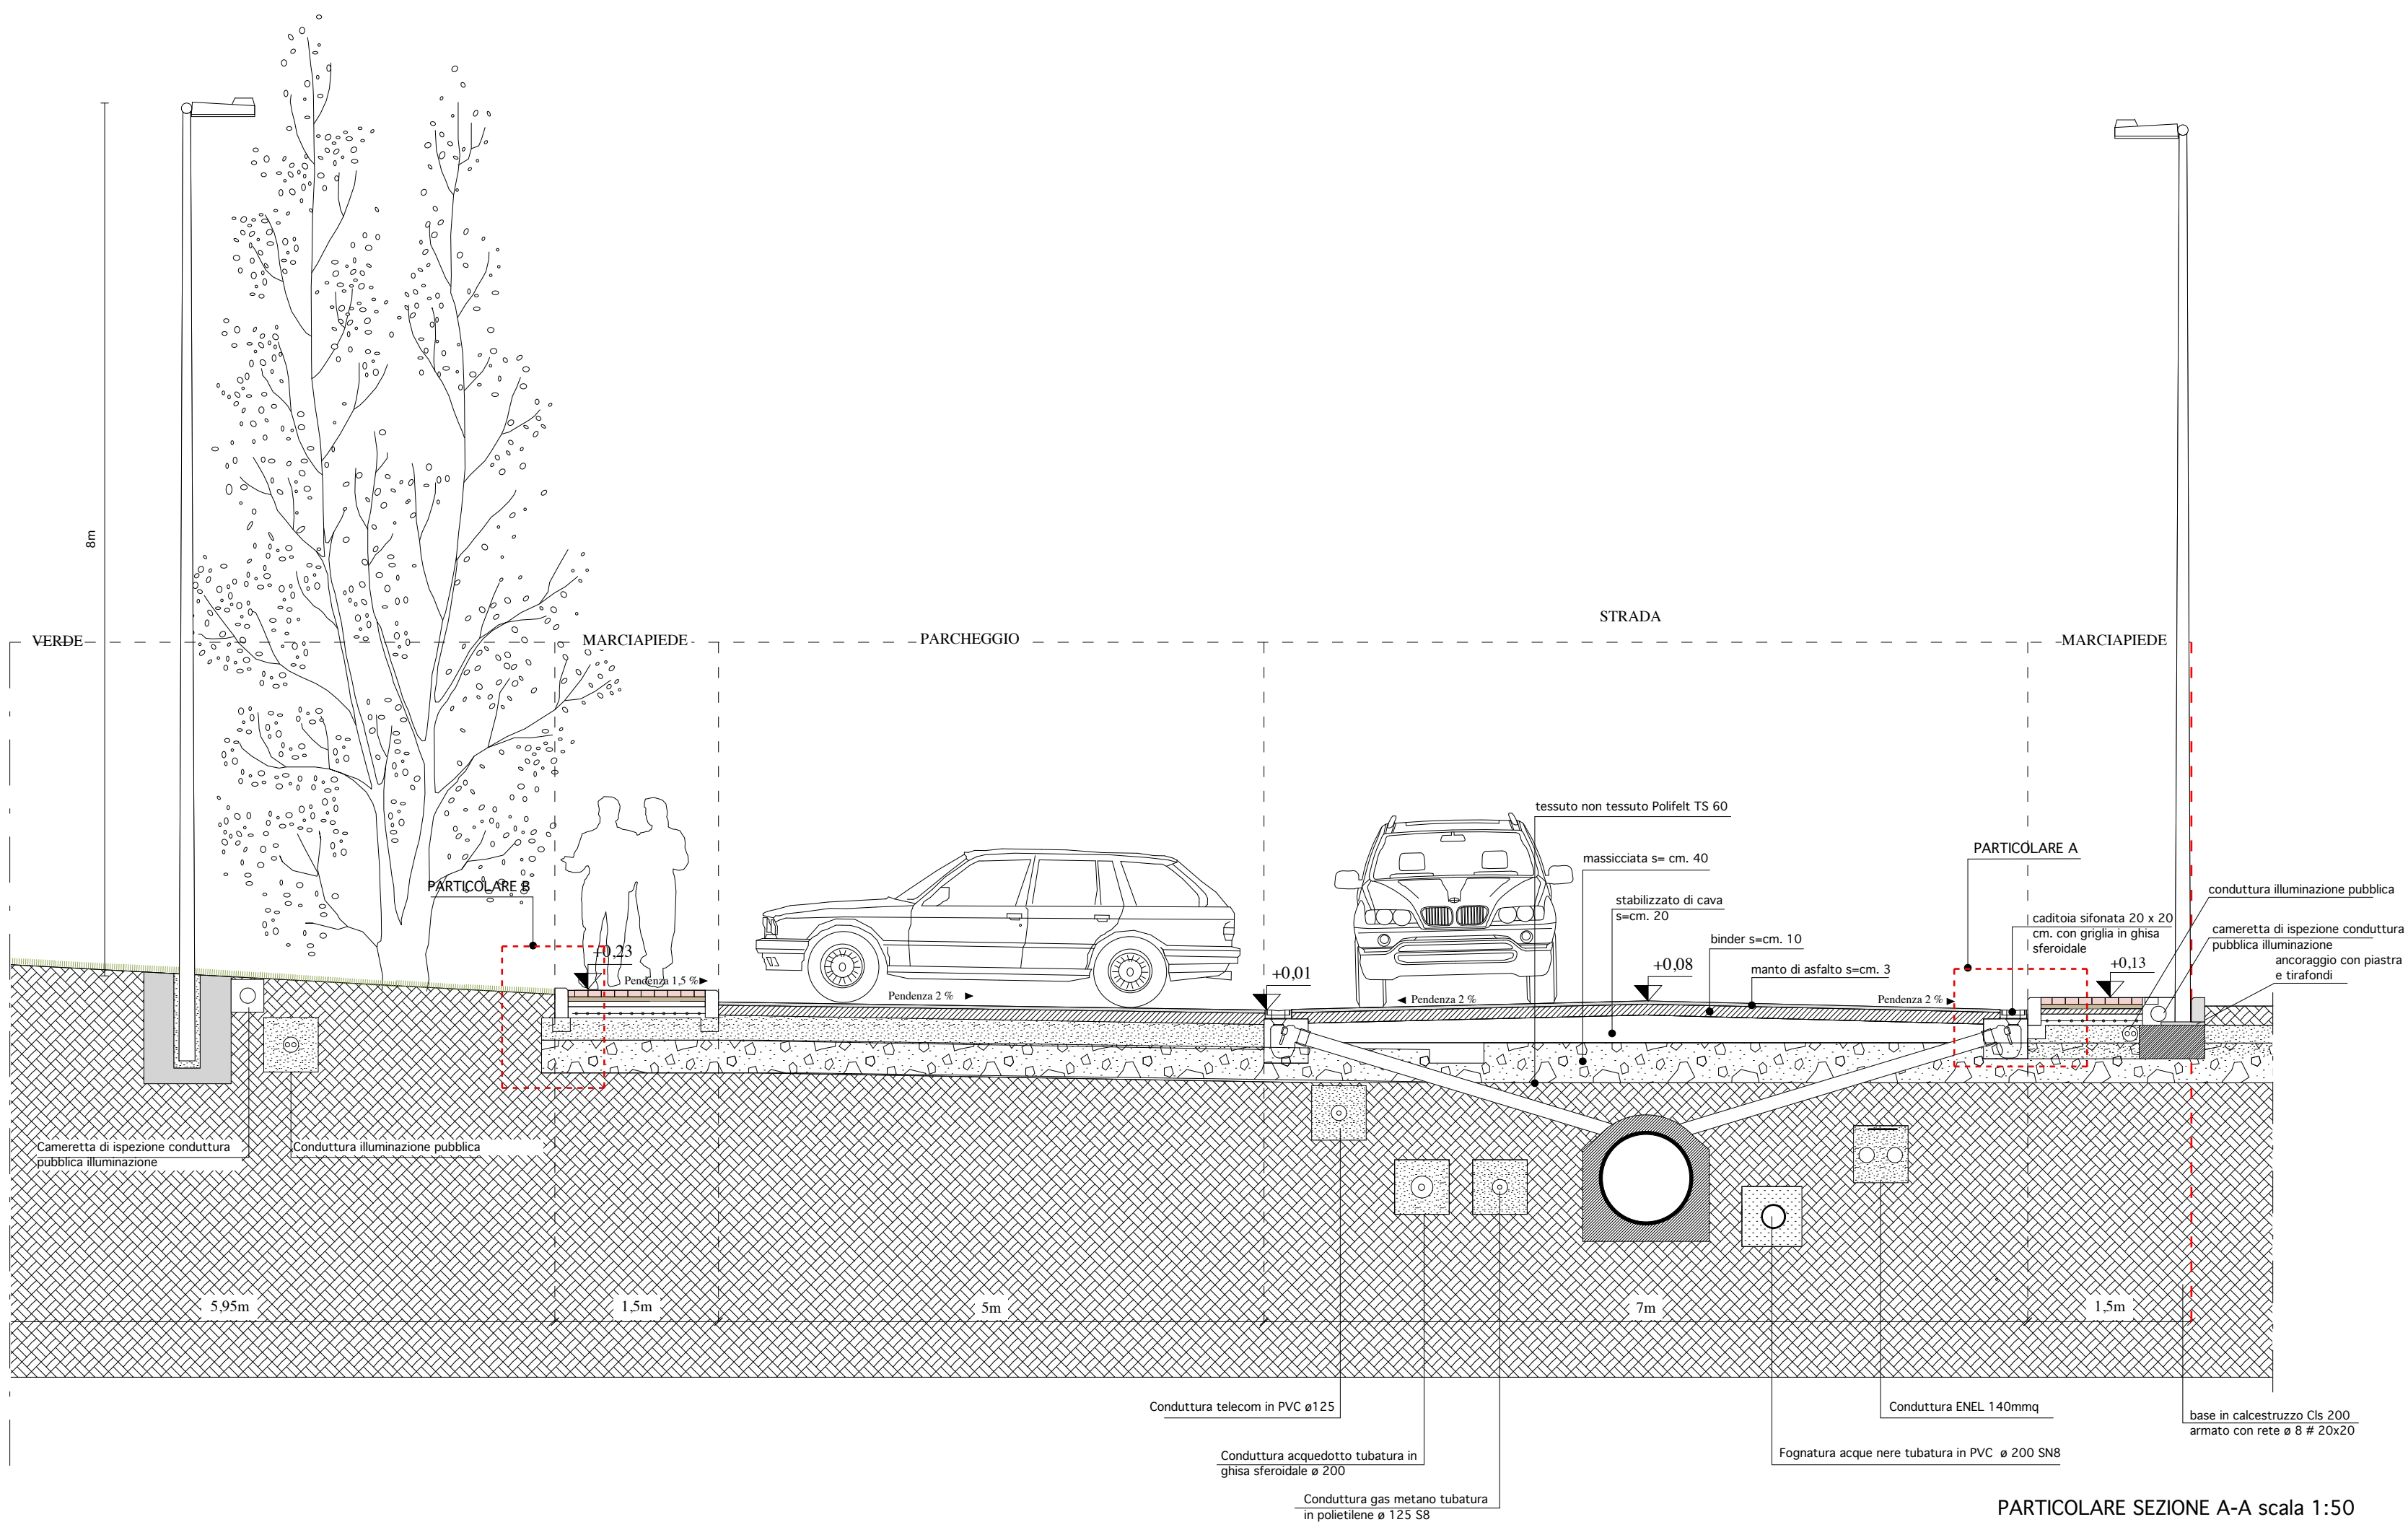 8m
STRADA
VERDE
MARCIAPIEDE
PARCHEGGIO
MARCIAPIEDE
tessuto non tessuto Polifelt TS 60
massicciata s= cm. 40
stabilizzato di cava
s=cm. 20
binder s=cm. 10
manto di asfalto s=cm. 3
PARTICOLARE A
conduttura illuminazione pubblica
caditoia sifonata 20 x 20
cm. con griglia in ghisa
sferoidale
cameretta di ispezione conduttura
pubblica illuminazione
ancoraggio con piastra
e tirafondi
PARTICOLARE B
+0,23
Pendenza 1,5 %
Pendenza 2 %
+0,01
Pendenza 2 %
+0,08
Pendenza 2 %
+0,13
Cameretta di ispezione conduttura
pubblica illuminazione
Conduttura illuminazione pubblica
5,95m
1,5m
5m
7m
1,5m
Conduttura telecom in PVC ø125
Conduttura acquedotto tubatura in
ghisa sferoidale ø 200
Conduttura gas metano tubatura
in polietilene ø 125 S8
Conduttura ENEL 140mmq
Fognatura acque nere tubatura in PVC ø 200 SN8
base in calcestruzzo Cls 200
armato con rete ø 8 # 20x20
PARTICOLARE SEZIONE A-A scala 1:50